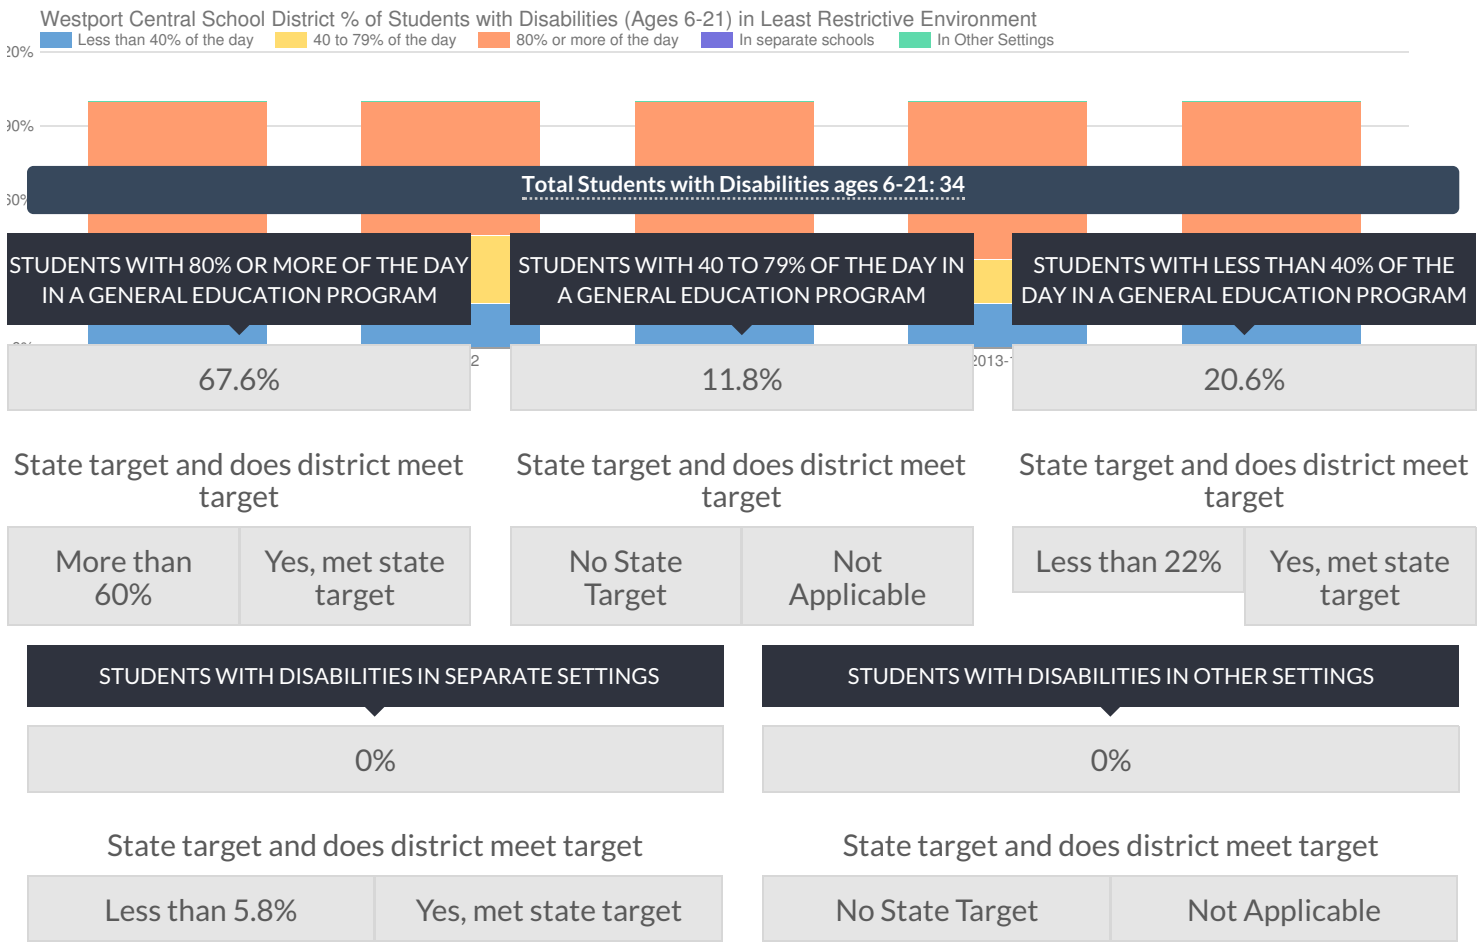 Westport Central School District % of Students with Disabilities (Ages 6-21) in Least Restrictive Environment
Less than 40% of the day 40 to 79% of the day 80% or more of the day In separate schools In Other Settings
20%
90%
Total Students with Disabilities ages 6-21: 34
60%
STUDENTS WITH 80% OR MORE OF THE DAY
IN A GENERAL EDUCATION PROGRAM
STUDENTS WITH 40 TO 79% OF THE DAY IN
A GENERAL EDUCATION PROGRAM
STUDENTS WITH LESS THAN 40% OF THE
DAY IN A GENERAL EDUCATION PROGRAM
2
2013-1
67.6%
11.8%
20.6%
State target and does district meet
target
State target and does district meet
target
State target and does district meet
target
More than
60%
Yes, met state
target
No State
Target
Not
Applicable
Less than 22%
Yes, met state
target
STUDENTS WITH DISABILITIES IN SEPARATE SETTINGS
STUDENTS WITH DISABILITIES IN OTHER SETTINGS
0%
0%
State target and does district meet target
State target and does district meet target
Less than 5.8%
Yes, met state target
No State Target
Not Applicable